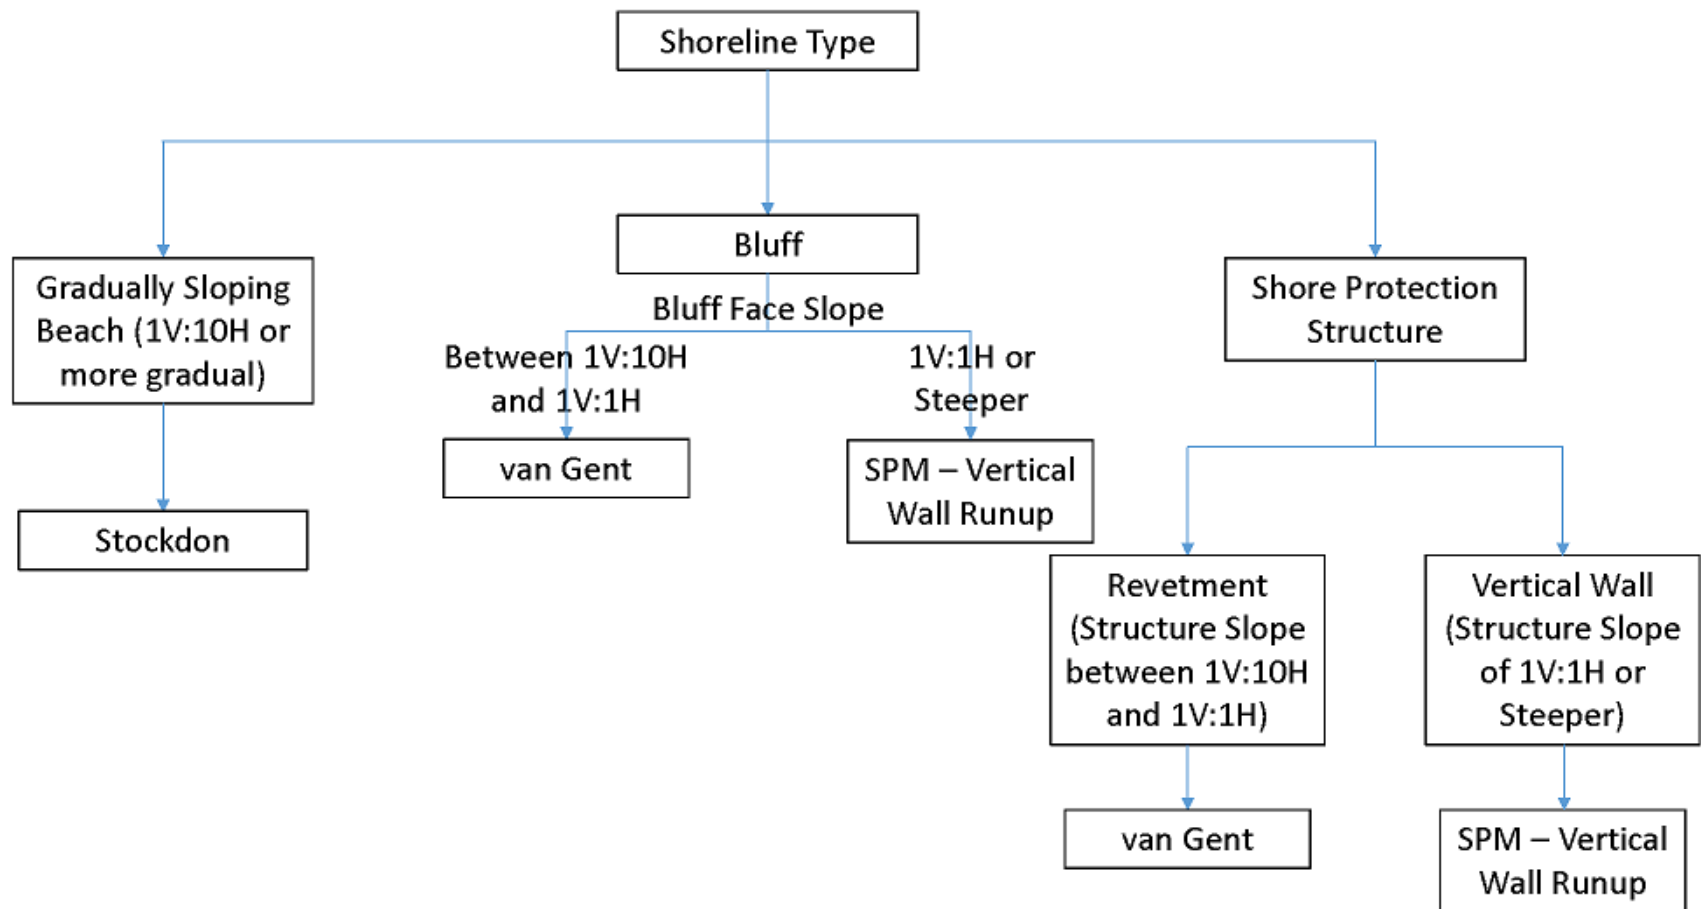 Shoreline Type
Bluff
Gradually Sloping
Beach (1V:10H or
more gradual)
Shore Protection
Structure
Bluff Face Slope
Between 1V:10H
and 1V:1H
1V:1H or
Steeper
van Gent
SPM – Vertical
Wall Runup
Stockdon
Revetment
(Structure Slope
between 1V:10H
and 1V:1H)
Vertical Wall
(Structure Slope
of 1V:1H or
Steeper)
van Gent
SPM – Vertical
Wall Runup